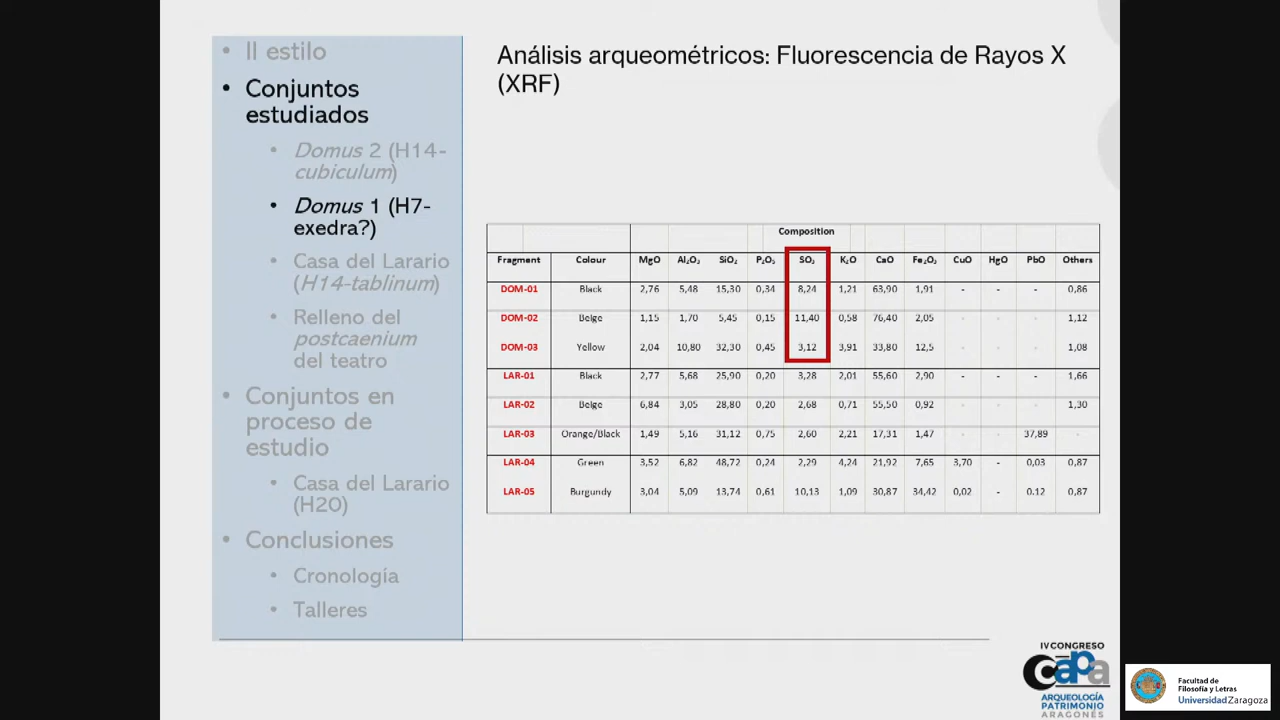 II estilo
Conjuntos
estudiados
Domus 2 (H14-
cubiculum)
Domus 1 (H7-
exedra?)
Casa del Larario
(H14-tablinum)
Relleno del
postcaenium
del teatro
Conjuntos en
proceso de
estudio
Casa del Larario
(H20)
Conclusiones
Cronología
Talleres
Análisis arqueométricos: Fluorescencia de Rayos X
(XRF)
Composition
Fragment Colour MgO Al₂O₃ SiO₂ P₂O₅ SO₃ K₂O CaO Fe₂O₃ CuO HgO PbO Others
DOM-01 Black 2,76 5,48 15,30 0,34 8,24 1,21 63,90 1,91 - - - 0,86
DOM-02 Beige 1,15 1,70 5,45 0,15 11,40 0,58 76,40 2,05 - - - 1,12
DOM-03 Yellow 2,04 10,80 32,30 0,45 3,12 3,91 33,80 12,5 - - - 1,08
LAR-01 Black 2,77 5,68 25,90 0,20 3,28 2,01 55,60 2,90 - - - 1,66
LAR-02 Beige 6,84 3,05 28,80 0,20 2,68 0,71 55,50 0,92 - - - 1,30
LAR-03 Orange/Black 1,49 5,16 31,12 0,75 2,60 2,21 17,31 1,47 - - 37,89 -
LAR-04 Green 3,52 6,82 48,72 0,24 2,29 4,24 21,92 7,65 3,70 - 0,03 0,87
LAR-05 Burgundy 3,04 5,09 13,74 0,61 10,13 1,09 30,87 34,42 0,02 - 0.12 0,87
IV CONGRESO
capa
ARQUEOLOGÍA
PATRIMONIO
ARAGONÉS
Facultad de
Filosofía y Letras
Universidad Zaragoza